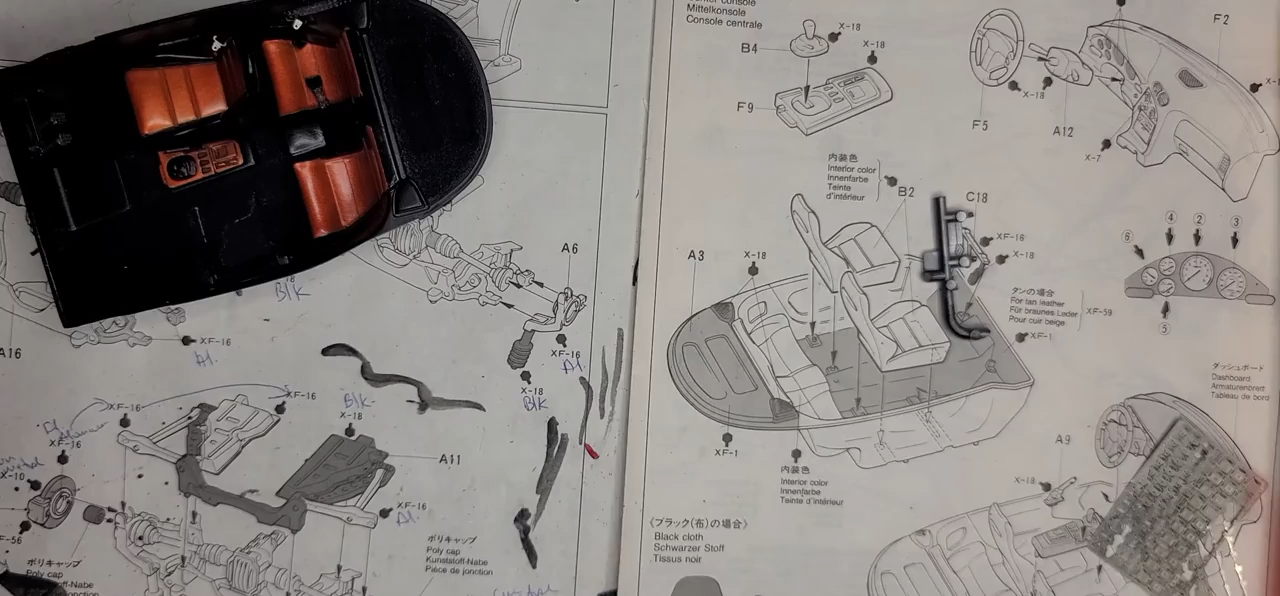 A16
XF-16
Al.
Blk
A6
XF-16
Al.
X-18
Blk
XF-16
XF-16
Blk-
X-18
XF-16
X-10
A11
XF-16
Al.
ポリキャップ
Poly cap
Kunststoff-Nabe
Pièce de jonction
ポリキャップ
Poly cap
Mittelkonsole
Console centrale
B4
X-18
X-18
F9
F5
X-18
A12
X-7
F2
内装色
Interior color
Innenfarbe
Teinte
d'intérieur
B2
C18
XF-16
X-18
タンの場合
For tan leather
Für braunes Leder
Pour cuir beige
XF-59
XF-1
A3
X-18
XF-1
内装色
Interior color
Innenfarbe
Teinte d'intérieur
④
②
③
⑥
⑤
ダッシュボード
Dashboard
Armaturenbrett
Tableau de bord
A9
X-18
《ブラック(布)の場合》
Black cloth
Schwarzer Stoff
Tissus noir